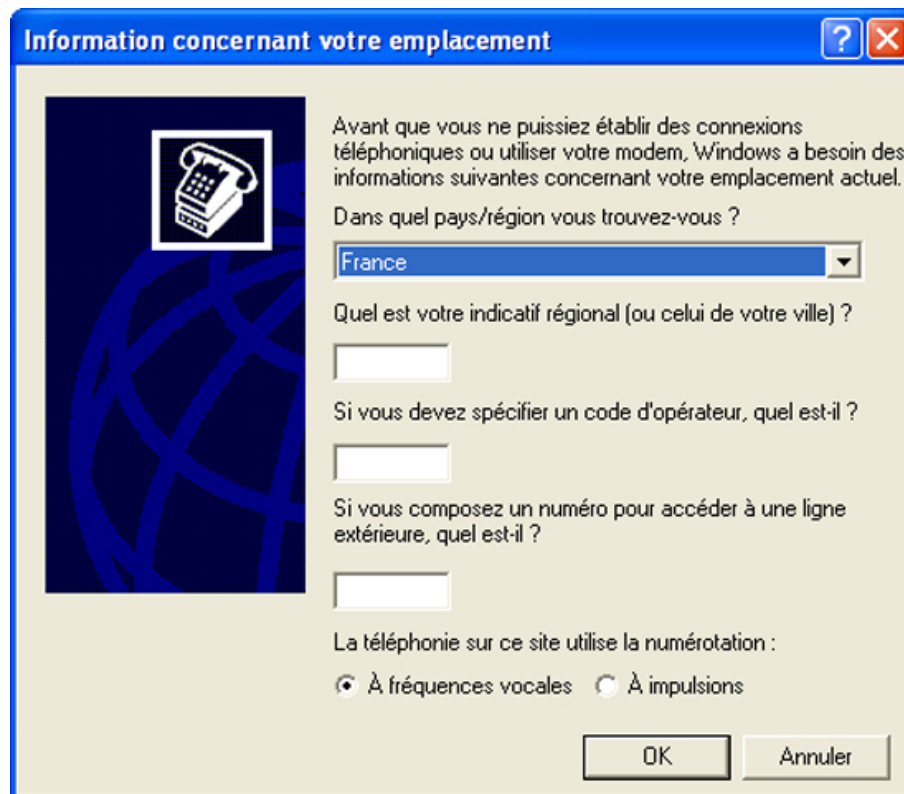 Information concernant votre emplacement
Avant que vous ne puissiez établir des connexions
téléphoniques ou utiliser votre modem, Windows a besoin des
informations suivantes concernant votre emplacement actuel.
Dans quel pays/région vous trouvez-vous ?
France
Quel est votre indicatif régional (ou celui de votre ville) ?
Si vous devez spécifier un code d'opérateur, quel est-il ?
Si vous composez un numéro pour accéder à une ligne
extérieure, quel est-il ?
La téléphonie sur ce site utilise la numérotation :
À fréquences vocales À impulsions
OK Annuler